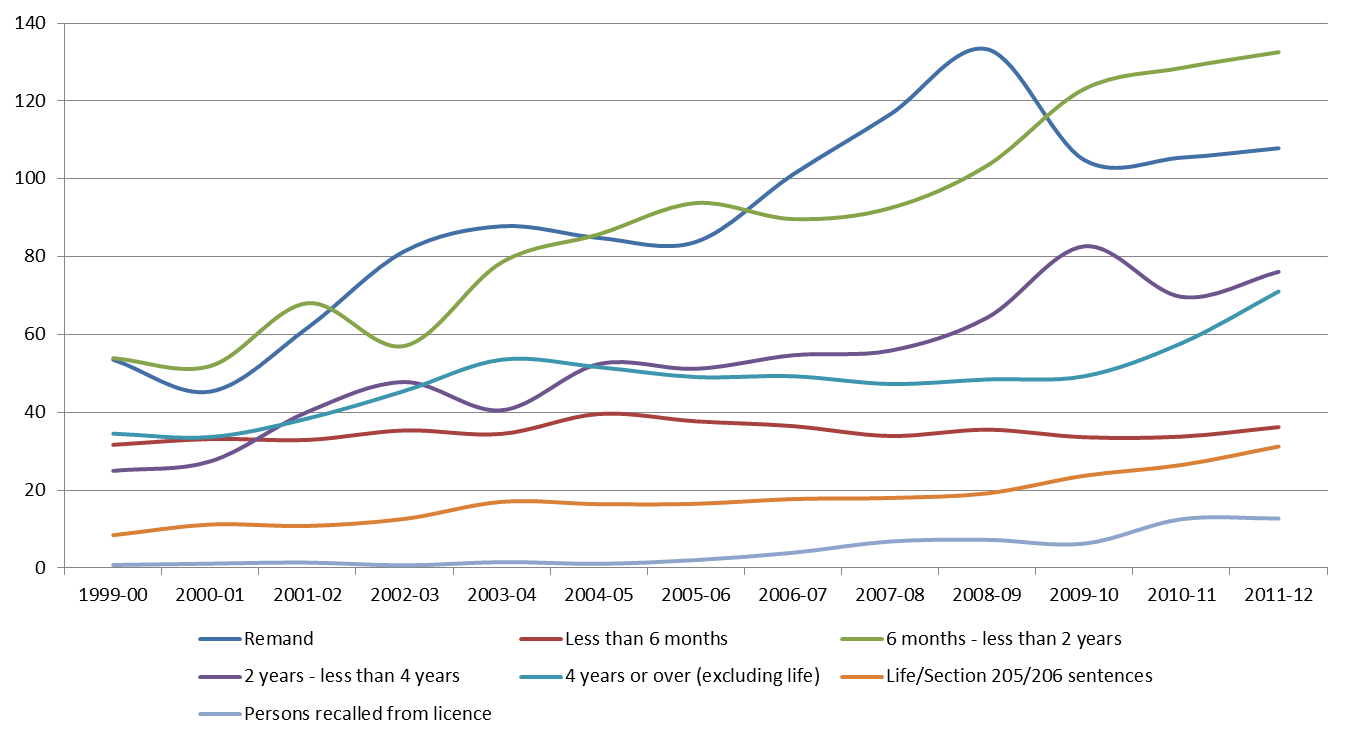 140
120
100
80
60
40
20
0
1999-00 2000-01 2001-02 2002-03 2003-04 2004-05 2005-06 2006-07 2007-08 2008-09 2009-10 2010-11 2011-12
Remand Less than 6 months 6 months - less than 2 years
2 years - less than 4 years 4 years or over (excluding life) Life/Section 205/206 sentences
Persons recalled from licence